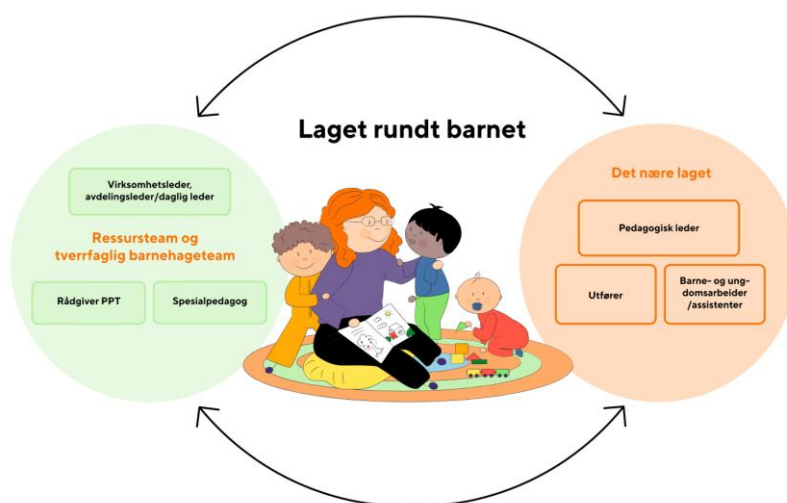 Laget rundt barnet
Virksomhetsleder,
avdelingsleder/daglig leder
Ressursteam og
tverrfaglig barnehageteam
Rådgiver PPT
Spesialpedagog
Det nære laget
Pedagogisk leder
Utfører
Barne- og ung-
domsarbeider
/assistenter